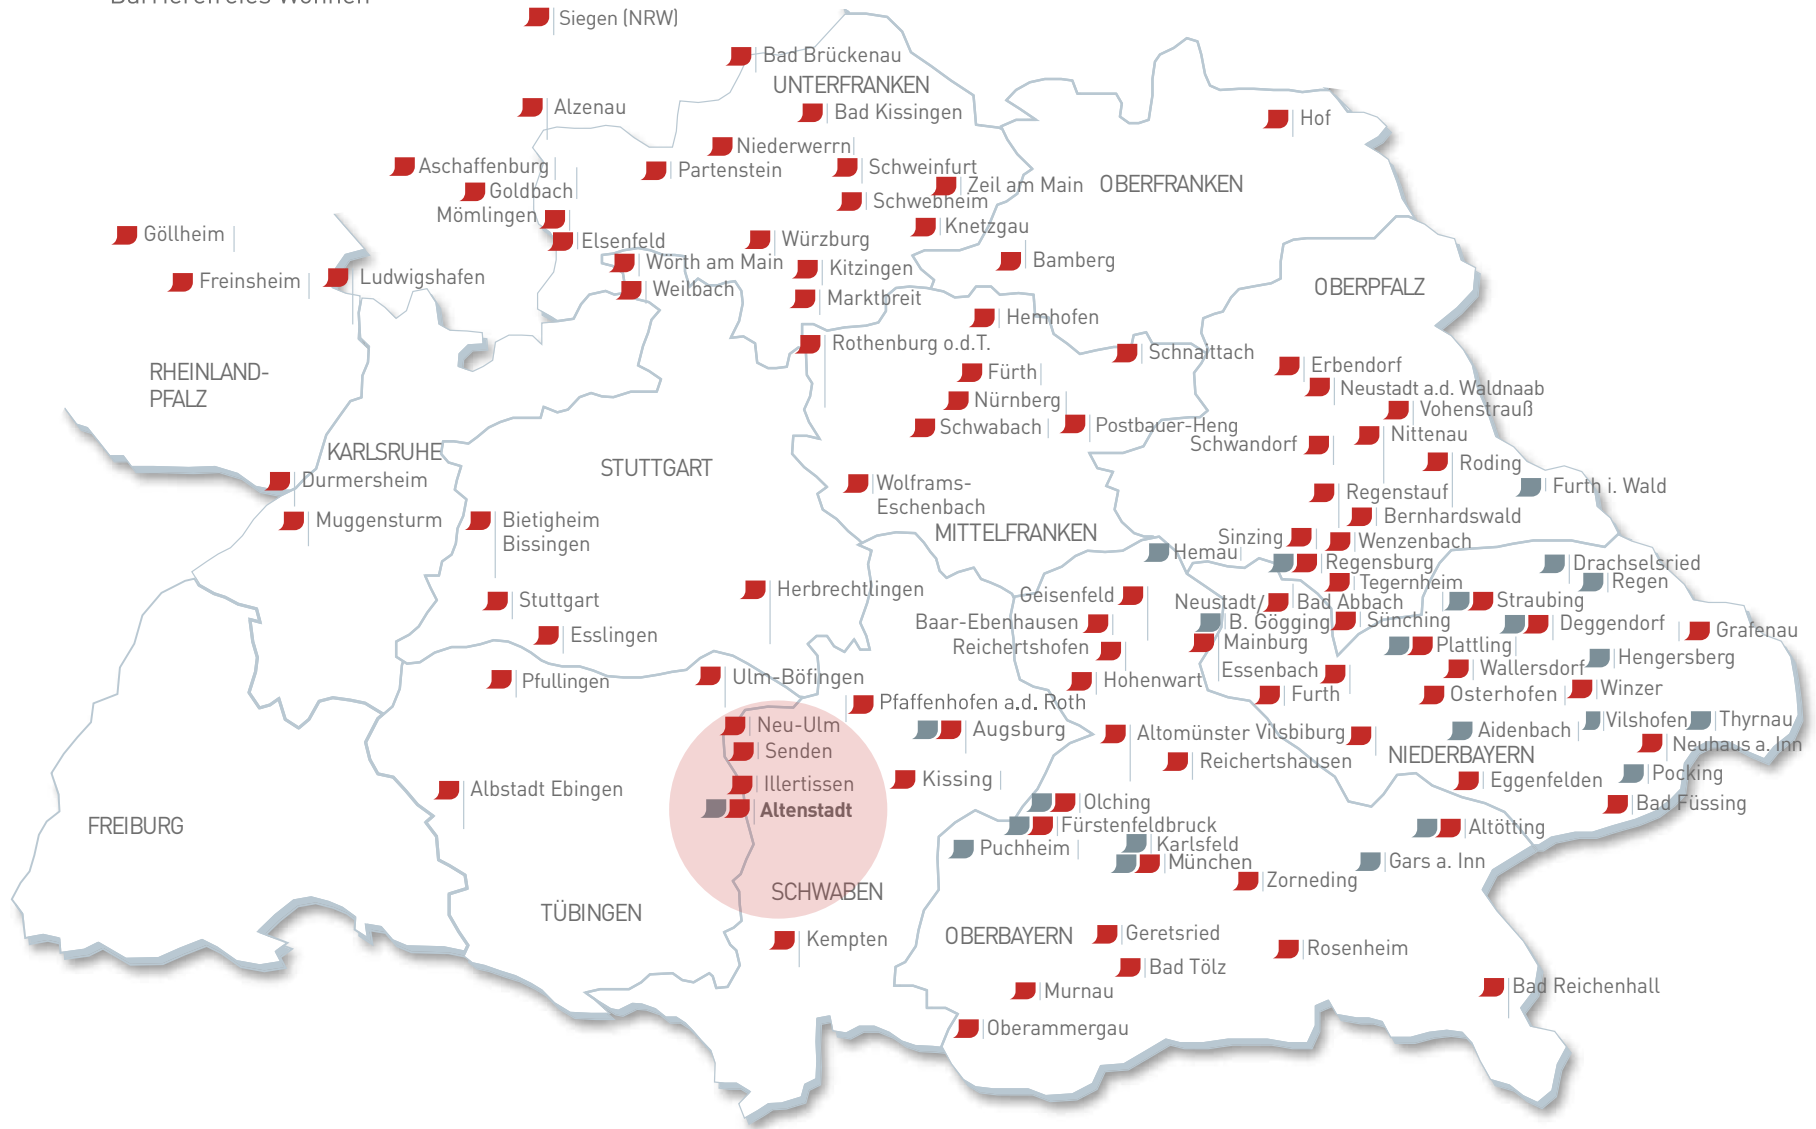 Barrierefreies Wohnen
Siegen (NRW)
Bad Brückenau
UNTERFRANKEN
Alzenau
Bad Kissingen
Hof
Niederwerrn
Aschaffenburg
Partenstein
Schweinfurt
Goldbach
Zeil am Main
OBERFRANKEN
Schwebheim
Mömlingen
Knetzgau
Göllheim
Elsenfeld
Würzburg
Wörth am Main
Kitzingen
Bamberg
Freinsheim
Ludwigshafen
Weilbach
Marktbreit
OBERPFALZ
Hemhofen
Rothenburg o.d.T.
Schnaittach
RHEINLAND-
PFALZ
Fürth
Erbendorf
Neustadt a.d. Waldnaab
Nürnberg
Vohenstrauß
Schwabach
Postbauer-Heng
Nittenau
Schwandorf
KARLSRUHE
STUTTGART
Roding
Durmersheim
Wolframs-
Eschenbach
Regenstauf
Furth i. Wald
Muggensturm
Bietigheim
Bissingen
MITTELFRANKEN
Bernhardswald
Sinzing
Wenzenbach
Hemau
Regensburg
Drachselsried
Tegernheim
Regen
Herbrechtlingen
Geisenfeld
Neustadt/
B. Gögging
Bad Abbach
Straubing
Stuttgart
Baar-Ebenhausen
Sünching
Deggendorf
Grafenau
Esslingen
Reichertshofen
Mainburg
Plattling
Hengersberg
Pfullingen
Ulm-Böfingen
Hohenwart
Essenbach
Wallersdorf
Furth
Osterhofen
Winzer
Pfaffenhofen a.d. Roth
Neu-Ulm
Augsburg
Altomünster
Vilsbiburg
Aidenbach
Vilshofen
Thyrnau
Senden
Reichertshausen
NIEDERBAYERN
Neuhaus a. Inn
Illertissen
Kissing
Eggenfelden
Pocking
Albstadt Ebingen
Altenstadt
Olching
Bad Füssing
FREIBURG
Fürstenfeldbruck
Altötting
Puchheim
Karlsfeld
München
Gars a. Inn
Zorneding
SCHWABEN
TÜBINGEN
Kempten
OBERBAYERN
Geretsried
Rosenheim
Bad Tölz
Murnau
Bad Reichenhall
Oberammergau